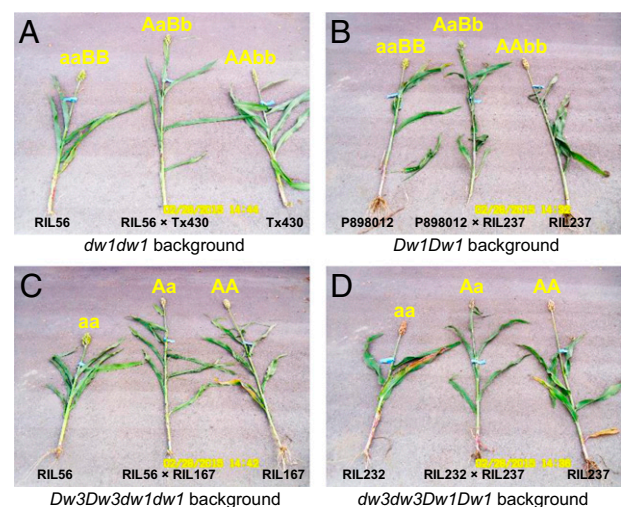 A
AaBb
aaBB
AAbb
RIL56
RIL56 × Tx430
Tx430
dw1dw1 background
B
AaBb
aaBB
AAbb
P898012
P898012 × RIL237
RIL237
Dw1Dw1 background
C
Aa
AA
aa
RIL56
RIL56 × RIL167
RIL167
Dw3Dw3dw1dw1 background
D
Aa
AA
aa
RIL232
RIL232 × RIL237
RIL237
dw3dw3Dw1Dw1 background